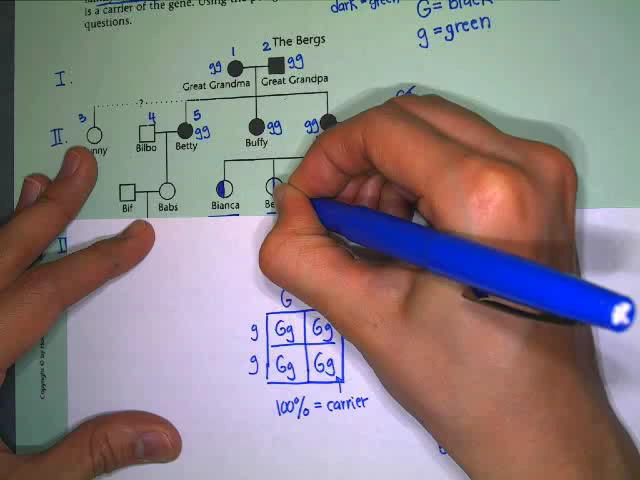 is a carrier of the gene. Using the
questions.
dark = green
G = black
g = green
The Bergs
I.
1
2
gg
gg
Great Grandma
Great Grandpa
?
II.
3
4
5
Bilbo
Betty
gg
Buffy
gg
gg
Bif
Babs
Bianca
G
g
Gg
Gg
g
Gg
Gg
100% = carrier